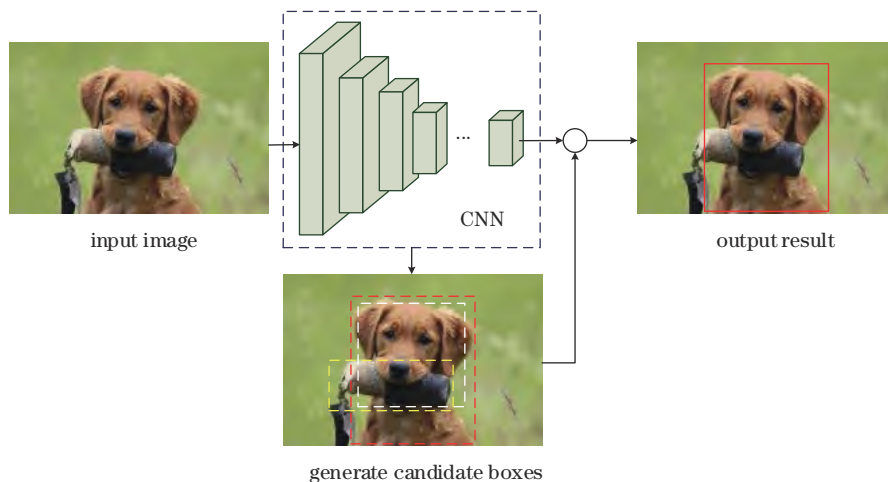 CNN
input image
output result
generate candidate boxes